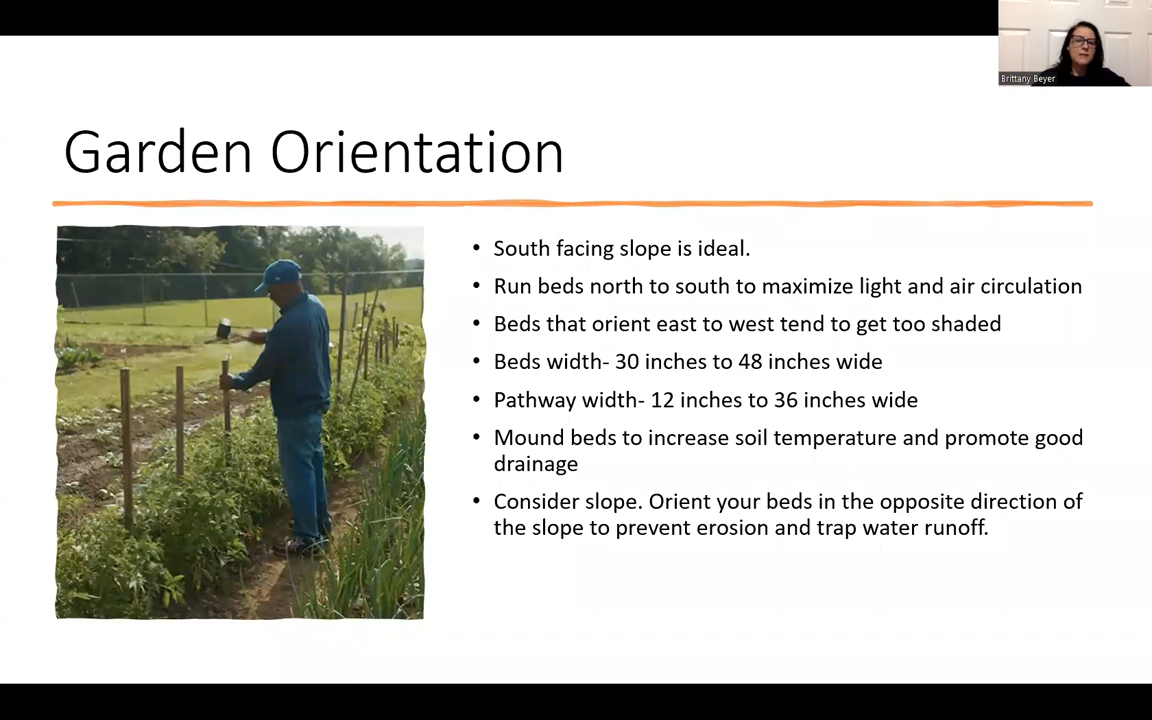 Brittany Beyer
Garden Orientation
• South facing slope is ideal.
• Run beds north to south to maximize light and air circulation
• Beds that orient east to west tend to get too shaded
• Beds width- 30 inches to 48 inches wide
• Pathway width- 12 inches to 36 inches wide
• Mound beds to increase soil temperature and promote good
drainage
• Consider slope. Orient your beds in the opposite direction of
the slope to prevent erosion and trap water runoff.